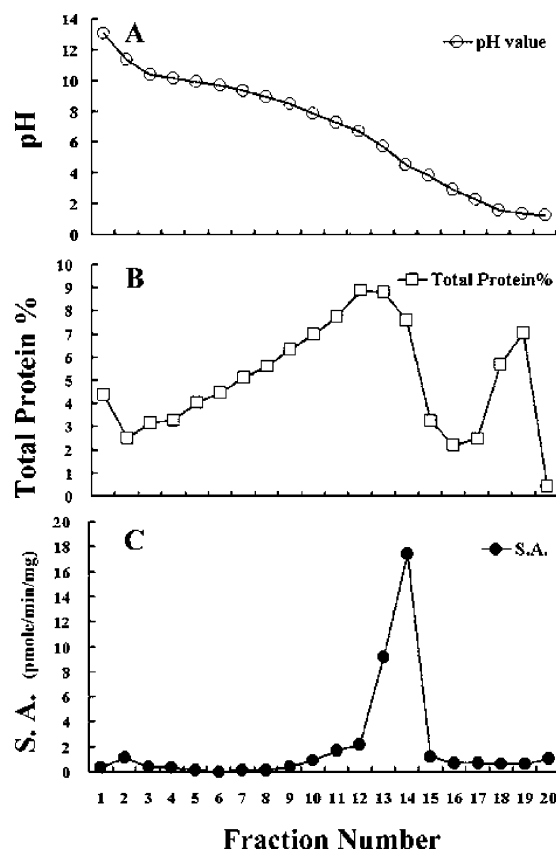 A
pH value
pH
14
12
10
8
6
4
2
0
B
Total Protein%
Total Protein %
10
9
8
7
6
5
4
3
2
1
0
C
S.A.
S. A. (pmole/min/mg)
20
18
16
14
12
10
8
6
4
2
0
1 2 3 4 5 6 7 8 9 10 11 12 13 14 15 16 17 18 19 20
Fraction Number